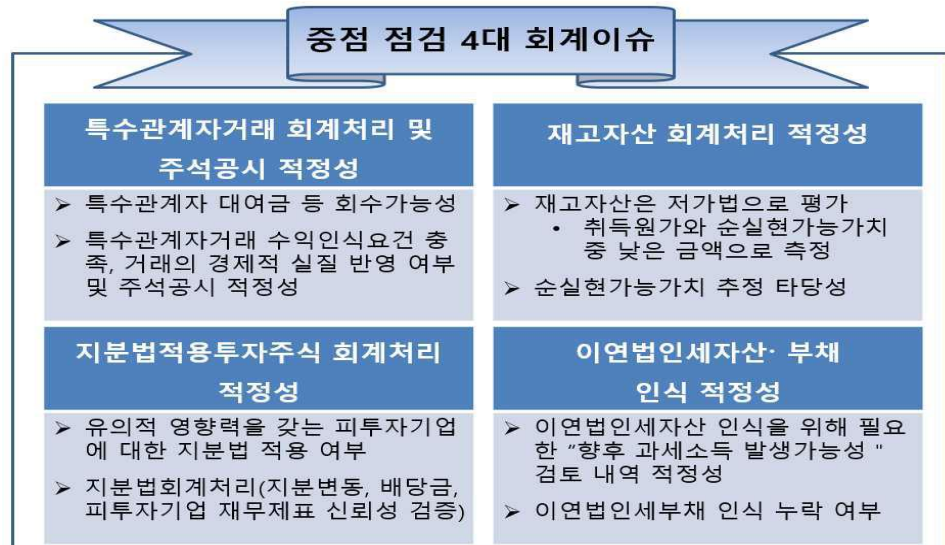 중점 점검 4대 회계이슈
특수관계자거래 회계처리 및
주석공시 적정성
➢ 특수관계자 대여금 등 회수가능성
➢ 특수관계자거래 수익인식요건 충
족, 거래의 경제적 실질 반영 여부
및 주석공시 적정성
재고자산 회계처리 적정성
➢ 재고자산은 저가법으로 평가
• 취득원가와 순실현가능가치
중 낮은 금액으로 측정
➢ 순실현가능가치 추정 타당성
지분법적용투자주식 회계처리
적정성
➢ 유의적 영향력을 갖는 피투자기업
에 대한 지분법 적용 여부
➢ 지분법회계처리(지분변동, 배당금,
피투자기업 재무제표 신뢰성 검증)
이연법인세자산· 부채
인식 적정성
➢ 이연법인세자산 인식을 위해 필요
한 "향후 과세소득 발생가능성 "
검토 내역 적정성
➢ 이연법인세부채 인식 누락 여부